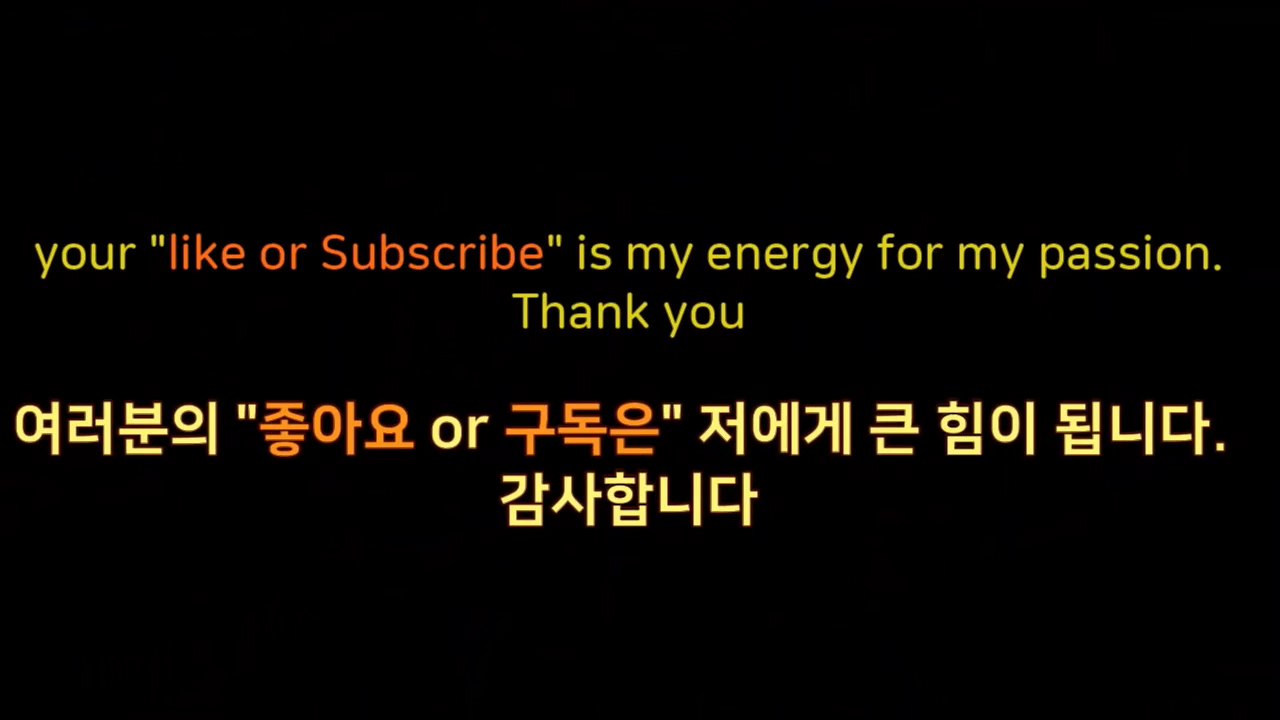 your "like or Subscribe" is my energy for my passion.
Thank you
여러분의 "좋아요 or 구독은" 저에게 큰 힘이 됩니다.
감사합니다